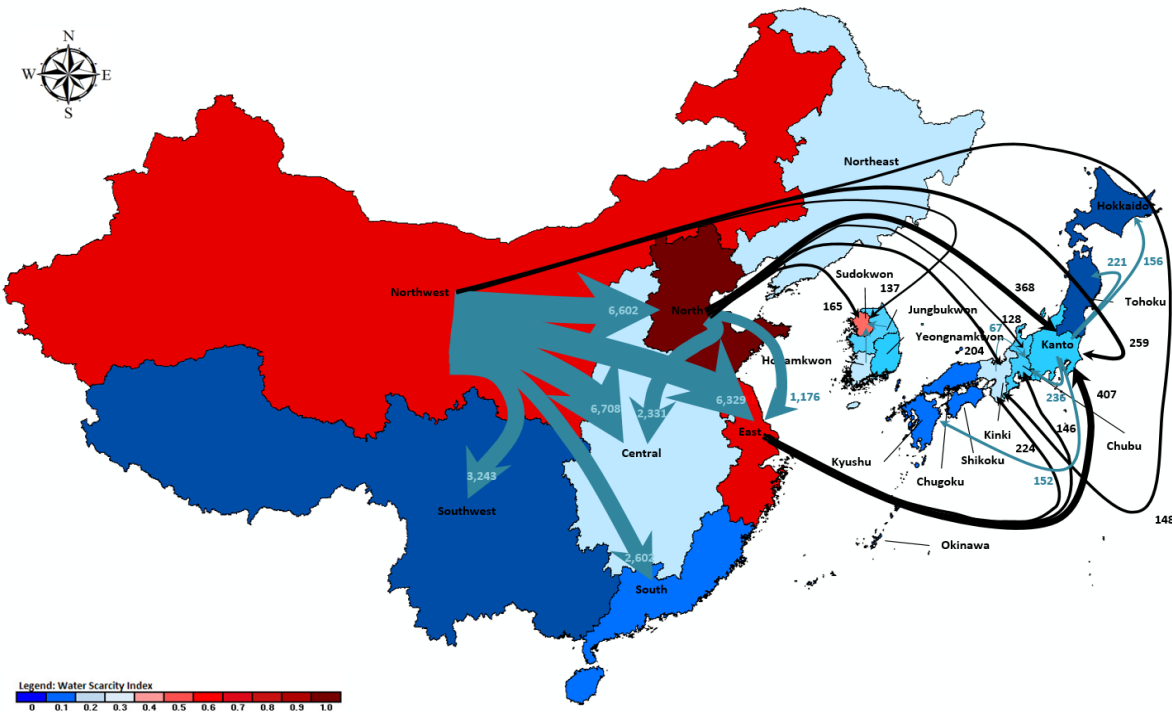 N
W E
S
Northeast
Hokkaido
Northwest
6,602
North
Sudokwon
137
165
Jungbukwon
Yeongnamkwon
Honamkwon
204
128
67
368
221
156
Tohoku
Kanto
259
407
236
146
224
Kinki
Chubu
Shikoku
Chugoku
Kyushu
152
148
Okinawa
6,708
2,331
6,329
1,176
East
Central
3,243
Southwest
2,602
South
Legend: Water Scarcity Index
0 0.1 0.2 0.3 0.4 0.5 0.6 0.7 0.8 0.9 1.0